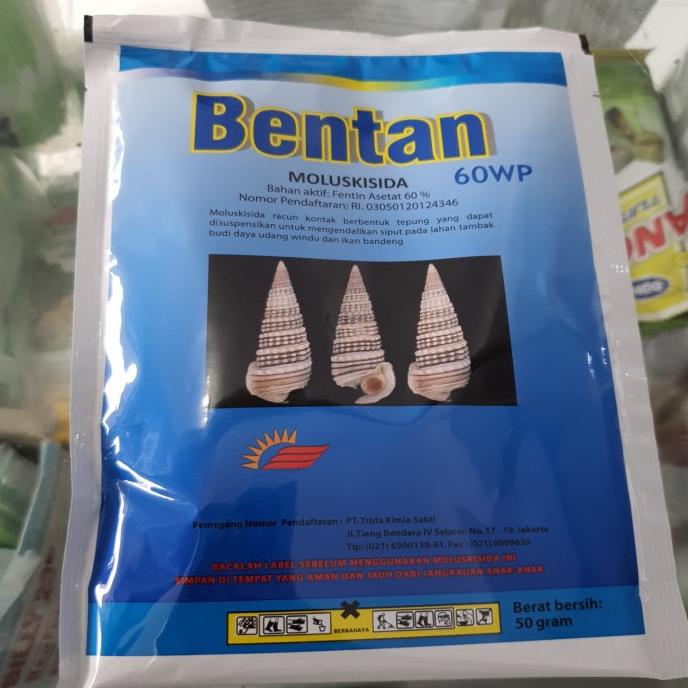 Bentan
60WP
MOLUSKISIDA
Bahan aktif: Fentin Asetat 60 %
Nomor Pendaftaran: RI. 03050120124346
Moluskisida racun kontak berbentuk tepung yang dapat
disuspensikan untuk mengendalikan siput pada lahan tambak
budi daya udang windu dan ikan bandeng
Pemegang Nomor Pendaftaran : PT. Trida Kimia Sakti
Jl. Tiang Bendera IV Selatan No. 17 - 19, Jakarta
Tlp: (021) 6900138-41, Fax : (021) 6909630
BACALAH LABEL SEBELUM MENGGUNAKAN MOLUSKISIDA INI
SIMPAN DI TEMPAT YANG AMAN DAN JAUH DARI JANGKAUAN ANAK-ANAK
BERBAHAYA
Berat bersih:
50 gram